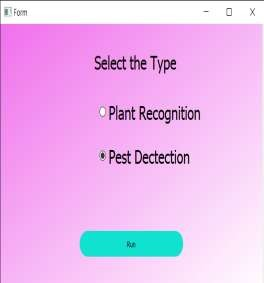 Form
Select the Type
Plant Recognition
Pest Dectection
Run